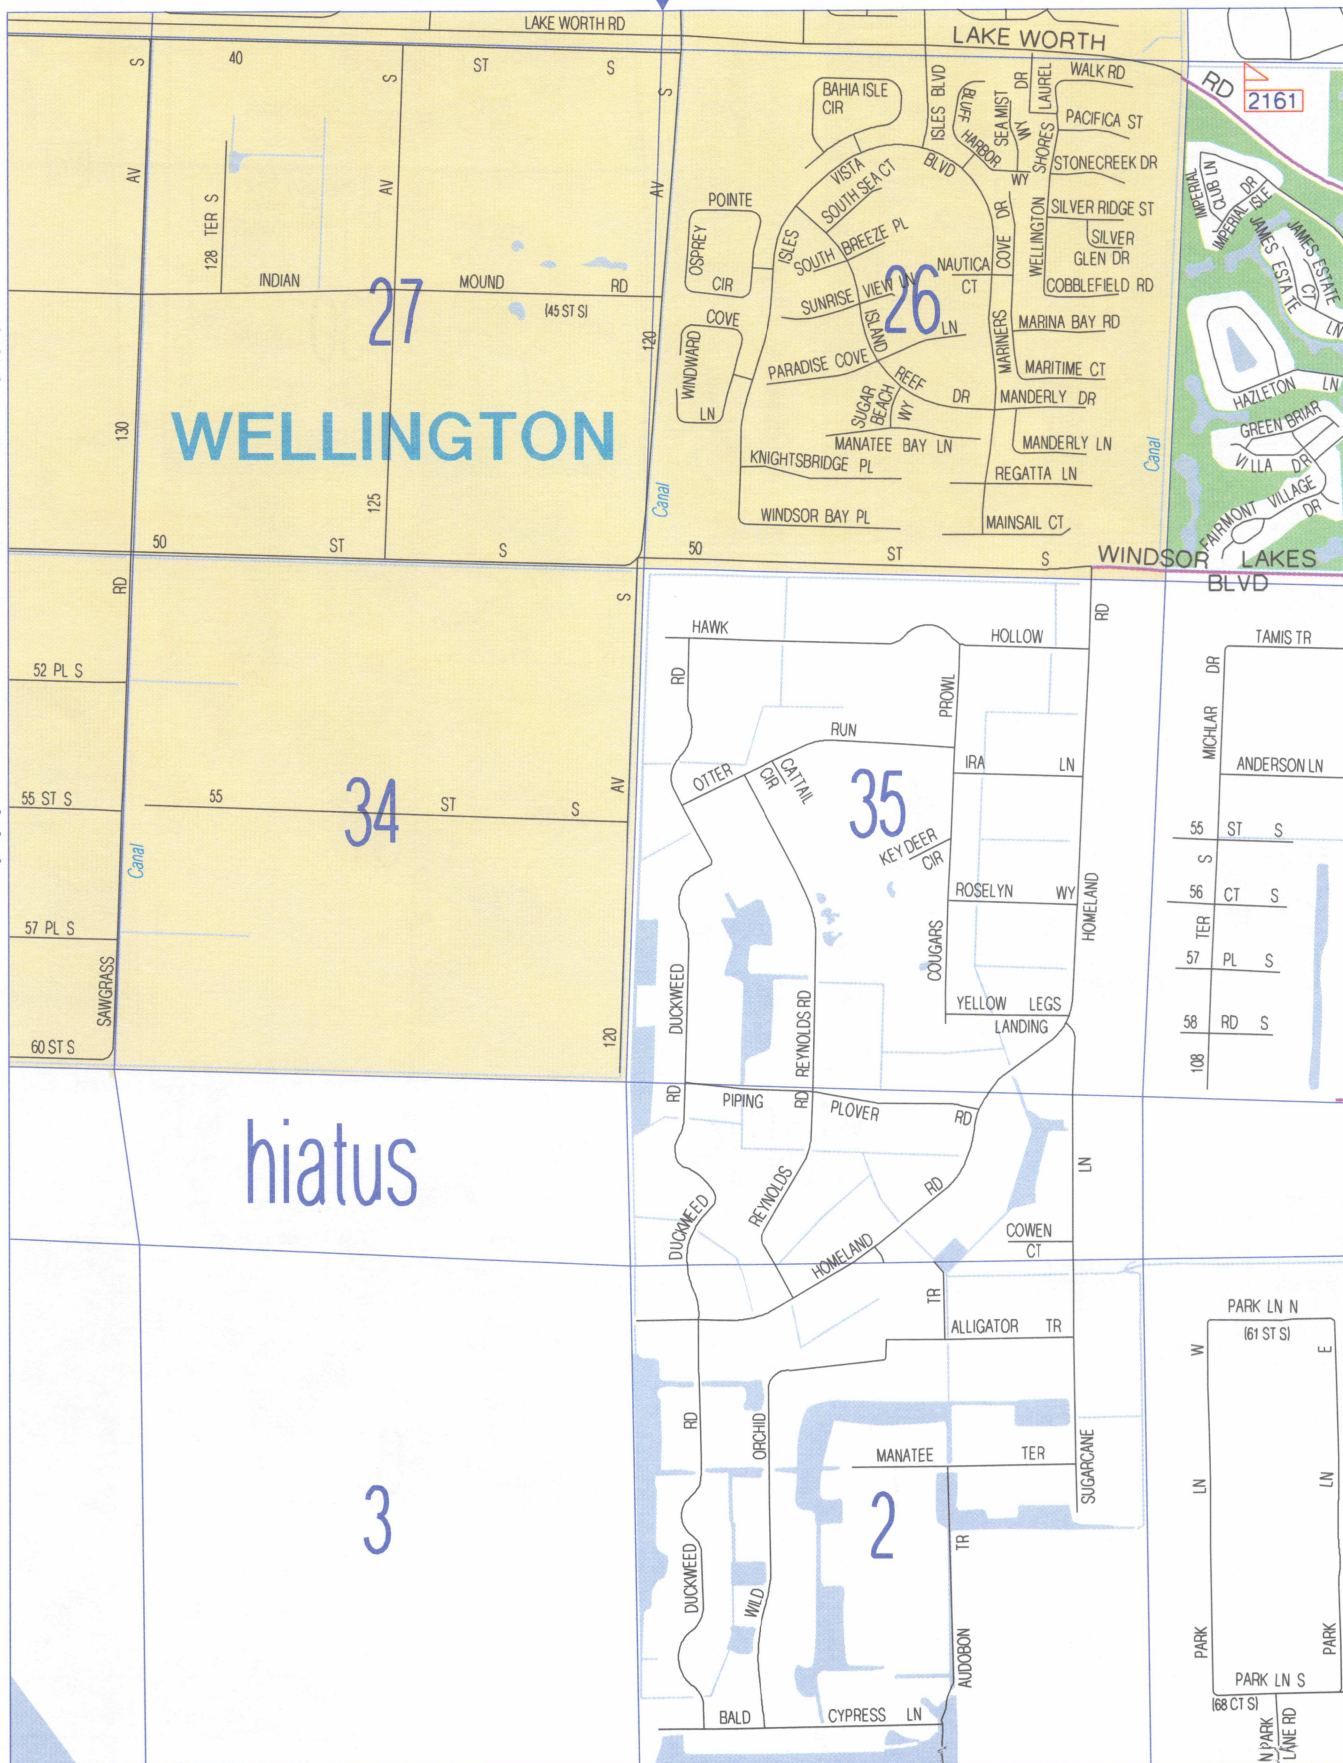 LAKE WORTH RD
LAKE WORTH
RD
2161
S
40
S
ST
S
S
AV
AV
AV
128 TER S
INDIAN
MOUND
RD
(45 ST S)
27
120
130
125
WELLINGTON
Canal
50
ST
S
BAHIA ISLE
CIR
ISLES BLVD
BLUFF
HARBOR
WY
SEA MIST
WY
DR
LAUREL
WALK RD
PACIFICA ST
SHORES
STONECREEK DR
VISTA
BLVD
SOUTH SEA CT
POINTE
OSPREY
CIR
ISLES
SOUTH BREEZE PL
DR
COVE
MARINERS
WELLINGTON
SILVER RIDGE ST
SILVER
GLEN DR
NAUTICA
CT
COBBLEFIELD RD
SUNRISE VIEW LN
26
COVE
WINDWARD
LN
ISLAND
LN
MARINA BAY RD
PARADISE COVE
REEF
DR
MARITIME CT
SUGAR
BEACH
WY
MANDERLY DR
MANATEE BAY LN
MANDERLY LN
KNIGHTSBRIDGE PL
REGATTA LN
WINDSOR BAY PL
MAINSAIL CT
Canal
50
ST
S
WINDSOR LAKES
BLVD
IMPERIAL
CLUB LN
IMPERIAL ISLE
DR
JAMES ESTATE
LN
JAMES ESTATE
CT
HAZLETON LN
GREEN BRIAR
VILLA DR
FAIRMONT VILLAGE
DR
RD
S
52 PL S
55 ST S
55
ST
S
34
AV
Canal
57 PL S
SAWGRASS
60 ST S
120
HAWK
HOLLOW
RD
RD
PROWL
RUN
OTTER
CATTAIL
CIR
IRA
LN
35
KEY DEER
CIR
ROSELYN
WY
HOMELAND
COUGARS
DUCKWEED
REYNOLDS RD
YELLOW LEGS
LANDING
TAMIS TR
MICHLAR
DR
ANDERSON LN
55 ST S
S
56 CT S
TER
57 PL S
58 RD S
108
RD
PIPING
RD
PLOVER
RD
hiatus
DUCKWEED
REYNOLDS
RD
HOMELAND
LN
COWEN
CT
TR
ALLIGATOR TR
RD
ORCHID
MANATEE
TER
SUGARCANE
3
2
DUCKWEED
WILD
TR
AUDOBON
BALD
CYPRESS LN
PARK LN N
(61 ST S)
W
E
LN
LN
PARK
PARK
PARK LN S
(68 CT S)
N PARK
LANE RD